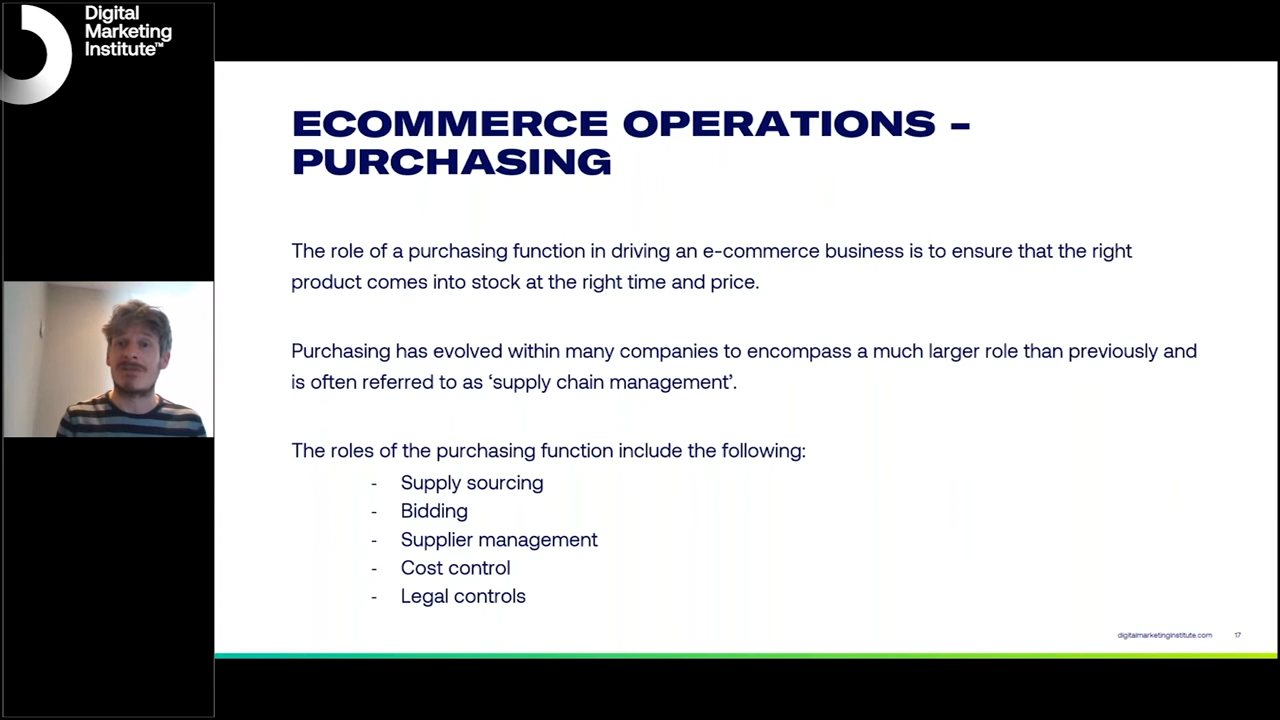 Digital
Marketing
Institute™
ECOMMERCE OPERATIONS –
PURCHASING
The role of a purchasing function in driving an e-commerce business is to ensure that the right
product comes into stock at the right time and price.
Purchasing has evolved within many companies to encompass a much larger role than previously and
is often referred to as ‘supply chain management’.
The roles of the purchasing function include the following:
- Supply sourcing
- Bidding
- Supplier management
- Cost control
- Legal controls
digitalmarketinginstitute.com 17